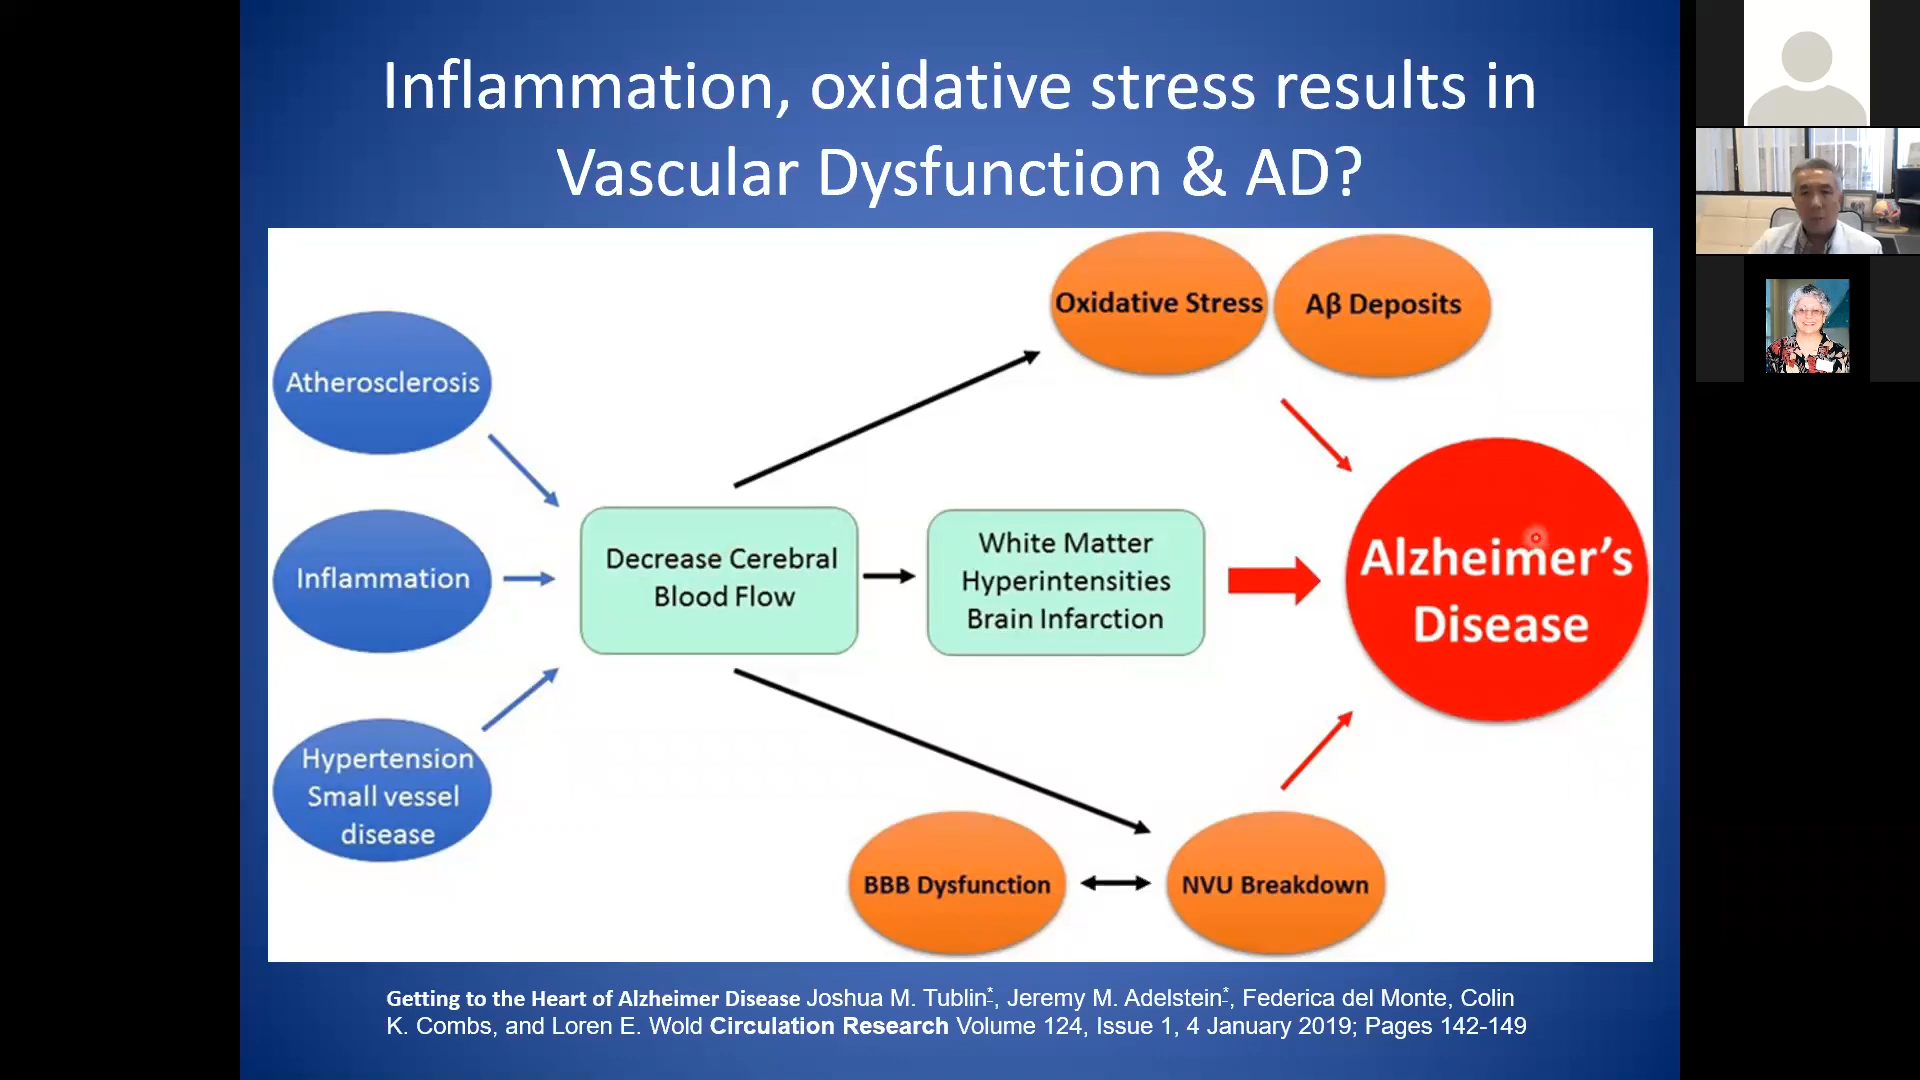 Inflammation, oxidative stress results in
Vascular Dysfunction & AD?
Oxidative Stress
Aβ Deposits
Atherosclerosis
Inflammation
Hypertension
Small vessel
disease
Decrease Cerebral
Blood Flow
White Matter
Hyperintensities
Brain Infarction
Alzheimer's
Disease
BBB Dysfunction
NVU Breakdown
Getting to the Heart of Alzheimer Disease Joshua M. Tublin*, Jeremy M. Adelstein*, Federica del Monte, Colin
K. Combs, and Loren E. Wold Circulation Research Volume 124, Issue 1, 4 January 2019; Pages 142-149